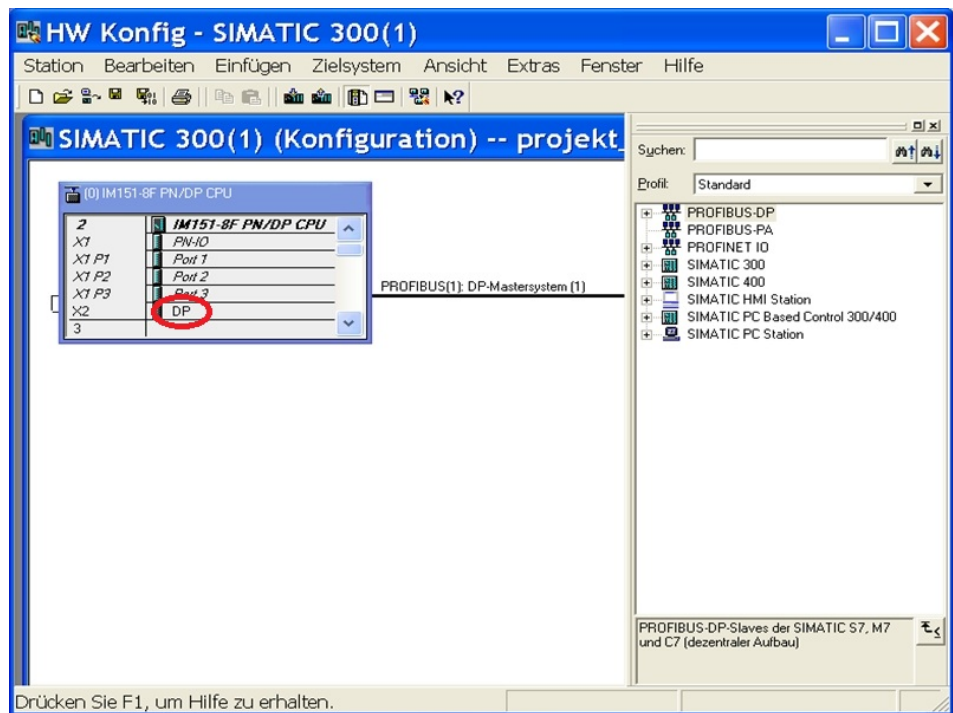 HW Konfig - SIMATIC 300(1)
Station Bearbeiten Einfügen Zielsystem Ansicht Extras Fenster Hilfe
SIMATIC 300(1) (Konfiguration) -- projekt_
(0) IM151-8F PN/DP CPU
2 IM151-8F PN/DP CPU
X1 PN-IO
X1 P1 Port 1
X1 P2 Port 2
X1 P3 Port 3
X2 DP
3
PROFIBUS(1): DP-Mastersystem (1)
Suchen:
Profil: Standard
PROFIBUS-DP
PROFIBUS-PA
PROFINET IO
SIMATIC 300
SIMATIC 400
SIMATIC HMI Station
SIMATIC PC Based Control 300/400
SIMATIC PC Station
PROFIBUS-DP-Slaves der SIMATIC S7, M7
und C7 (dezentraler Aufbau)
Drücken Sie F1, um Hilfe zu erhalten.